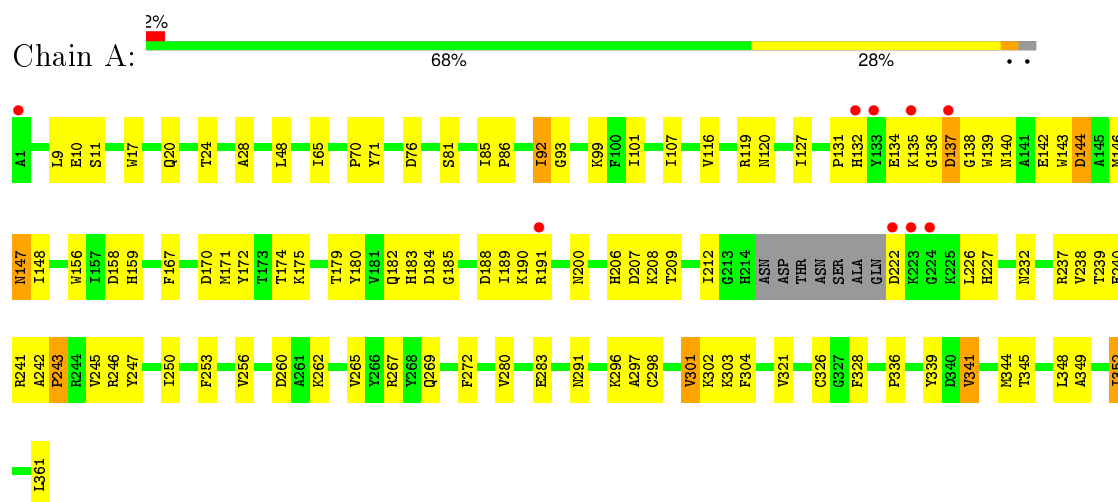 2%
Chain A:
68% 28% • •
A1 L9 E10 S11 W17 Q20 T24 A28 L48 I65 P70 Y71 D76 S81 I85 P86 I92 G93 K99 F100 I101 I107 V116 R119 N120 I127 P131 H132 Y133 E134 K135 G136 D137 G138 W139 N140 A141 E142 W143 D144 A145 M146
N147 I148 W156 I157 D158 H159 F167 D170 M171 Y172 T173 I174 K175 T179 Y180 V181 Q182 H183 D184 G185 D188 I189 K190 R191 N200 H206 D207 K208 T209 I212 G213 H214 ASN ASP THR ASN SER ALA GLN D222 K223 G224 K225 L226 H227 N232 R237 V238 T239 E240
R241 A242 P243 R244 V245 R246 Y247 I250 F253 V256 D260 A261 K262 V265 Y266 R267 Y268 Q269 F272 V280 E283 N291 K296 A297 C298 V301 K302 K303 F304 V321 C326 G327 F328 P336 Y339 D340 V341 M344 T345 L348 A349
L361